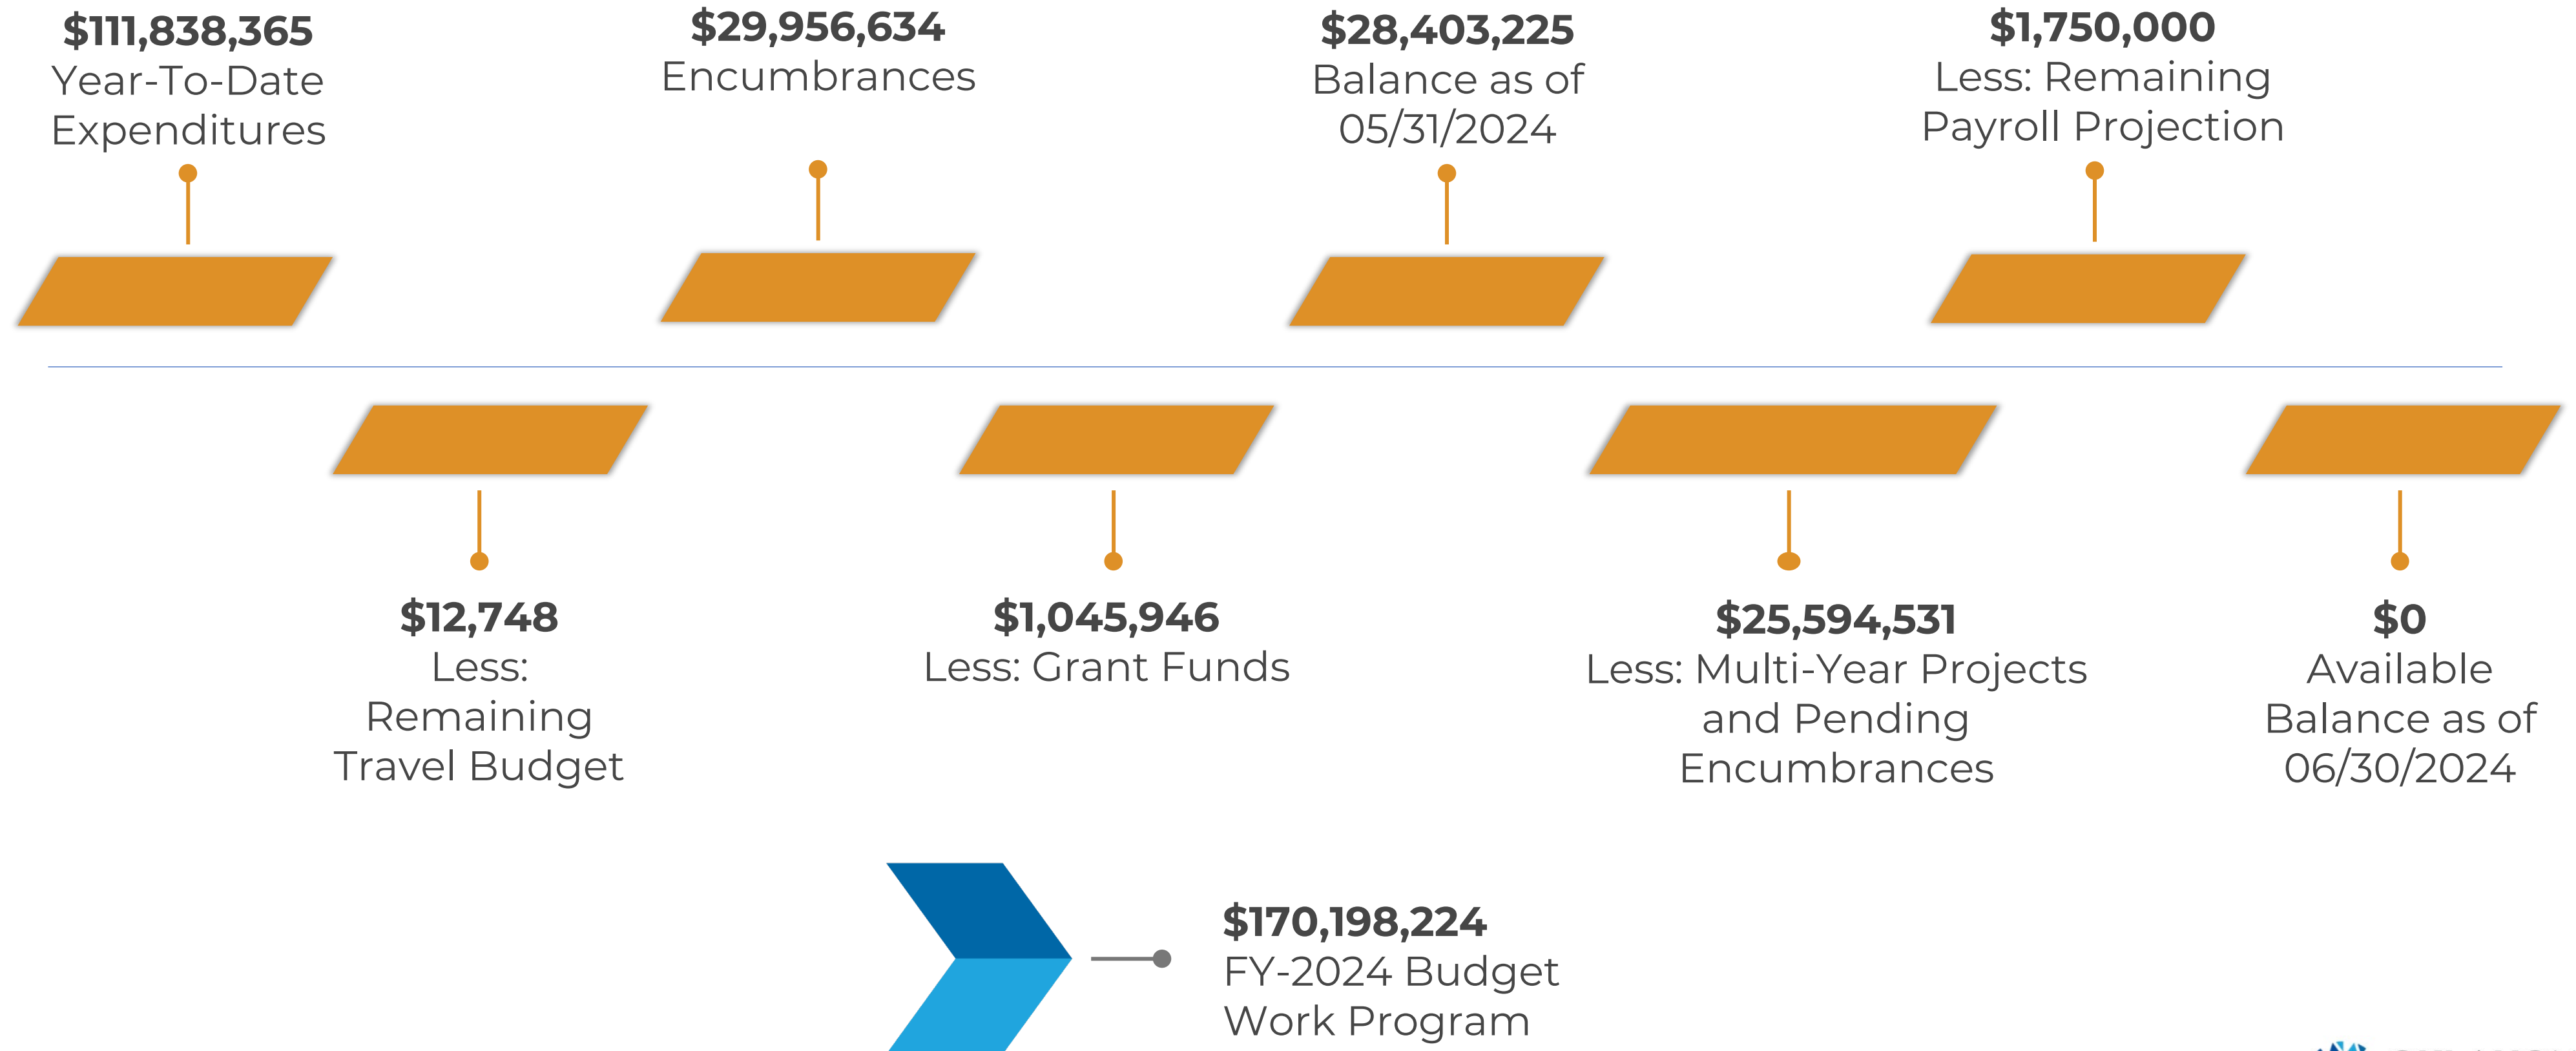 $111,838,365
Year-To-Date
Expenditures
$29,956,634
Encumbrances
$28,403,225
Balance as of
05/31/2024
$1,750,000
Less: Remaining
Payroll Projection
$12,748
Less:
Remaining
Travel Budget
$1,045,946
Less: Grant Funds
$25,594,531
Less: Multi-Year Projects
and Pending
Encumbrances
$0
Available
Balance as of
06/30/2024
$170,198,224
FY-2024 Budget
Work Program